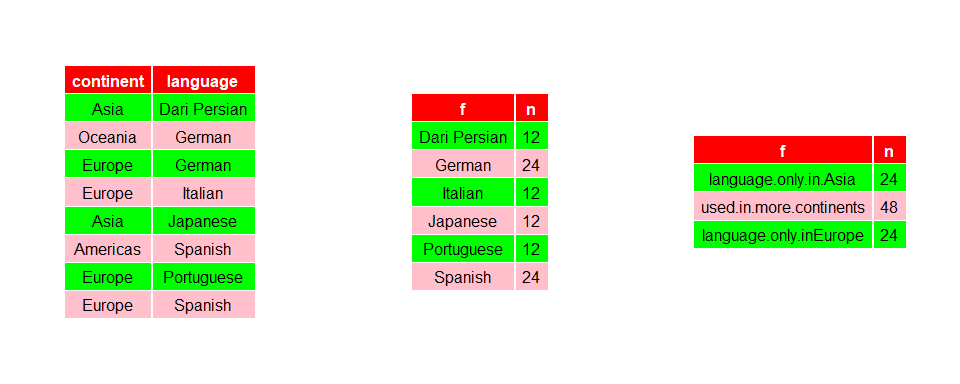 continent language
Asia Dari Persian
Oceania German
Europe German
Europe Italian
Asia Japanese
Americas Spanish
Europe Portuguese
Europe Spanish
f n
Dari Persian 12
German 24
Italian 12
Japanese 12
Portuguese 12
Spanish 24
f n
language.only.in.Asia 24
used.in.more.continents 48
language.only.inEurope 24